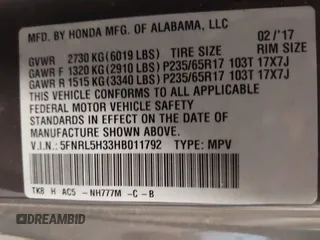 MFD. BY HONDA MFG. OF ALABAMA, LLC 02/'17
GVWR 2730 KG (6019 LBS) TIRE SIZE RIM SIZE
GAWR F 1320 KG (2910 LBS) P235/65R17 103T 17X7J
GAWR R 1515 KG (3340 LBS) P235/65R17 103T 17X7J
THIS VEHICLE CONFORMS TO ALL APPLICABLE
FEDERAL MOTOR VEHICLE SAFETY STANDARDS
IN EFFECT ON THE DATE OF
MANUFACTURE SHOWN ABOVE.
V.I.N.: 5FNRL5H33HB011792 TYPE: MPV
TK8 H AC5 - NH777M -C -B
DREAMBID